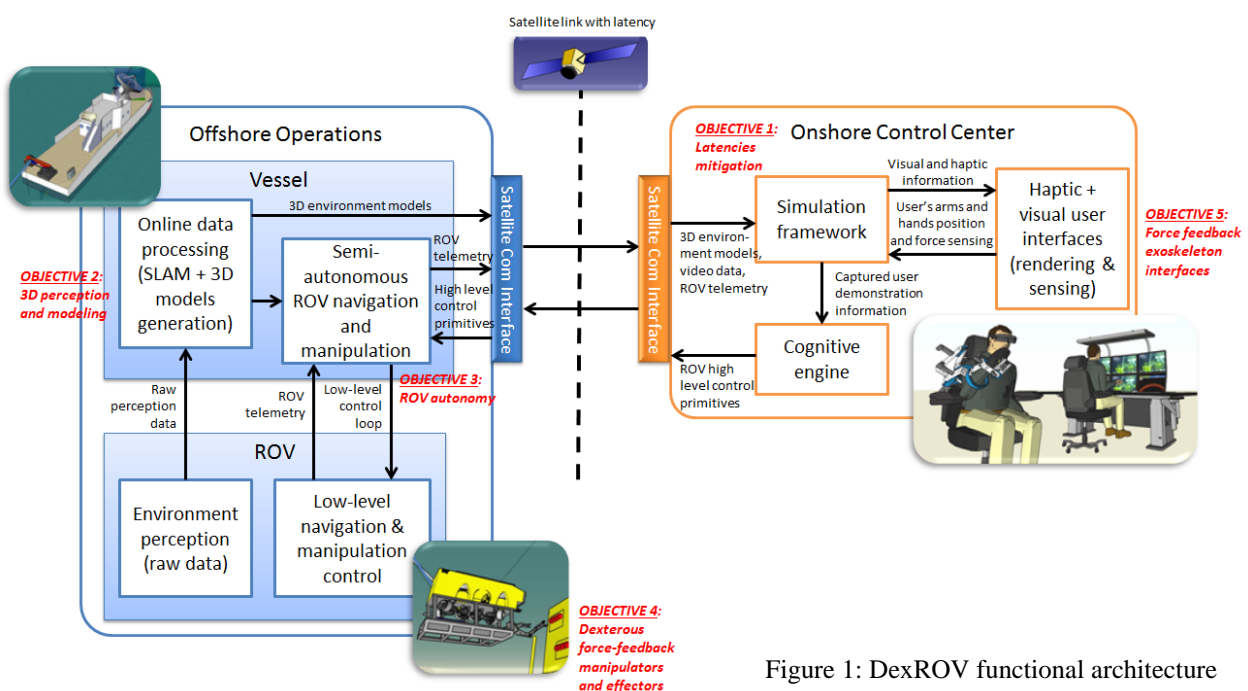 Satellite link with latency
Offshore Operations
Vessel
Online data
processing
(SLAM + 3D
models
generation)
3D environment models
Semi-
autonomous
ROV navigation
and
manipulation
ROV
telemetry
High level
control
primitives
Satellite Com Interface
OBJECTIVE 2:
3D perception
and modeling
OBJECTIVE 3:
ROV autonomy
Raw
perception
data
ROV
telemetry
Low-level
control
loop
ROV
Environment
perception
(raw data)
Low-level
navigation &
manipulation
control
OBJECTIVE 4:
Dexterous
force-feedback
manipulators
and effectors
Satellite Com Interface
OBJECTIVE 1:
Latencies
mitigation
Onshore Control Center
3D environ-
ment models,
video data,
ROV telemetry
Simulation
framework
Visual and haptic
information
User's arms and
hands position
and force sensing
Haptic +
visual user
interfaces
(rendering &
sensing)
OBJECTIVE 5:
Force feedback
exoskeleton
interfaces
Captured user
demonstration
information
Cognitive
engine
ROV high
level control
primitives
Figure 1: DexROV functional architecture